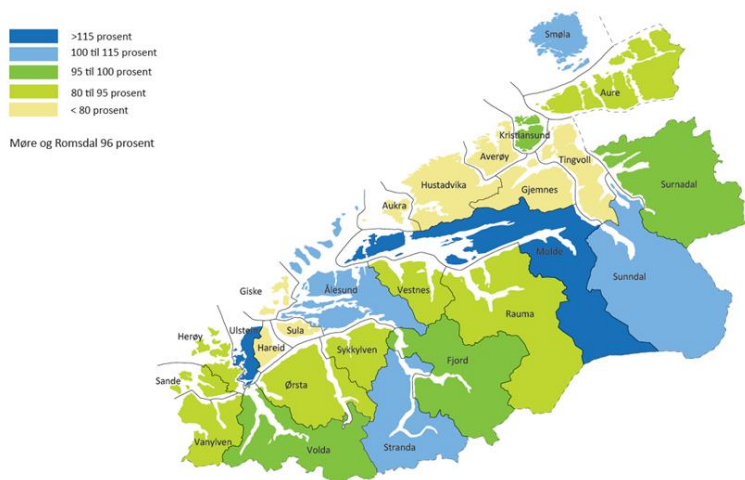 >115 prosent
100 til 115 prosent
95 til 100 prosent
80 til 95 prosent
< 80 prosent
Møre og Romsdal 96 prosent
Smøla
Aure
Kristiansund
Averøy
Tingvoll
Hustadvika
Gjemnes
Surnadal
Aukra
Molde
Sunndal
Giske
Ålesund
Vestnes
Rauma
Herøy
Ulstein
Sula
Hareid
Sykkylven
Fjord
Sande
Ørsta
Vanylven
Volda
Stranda